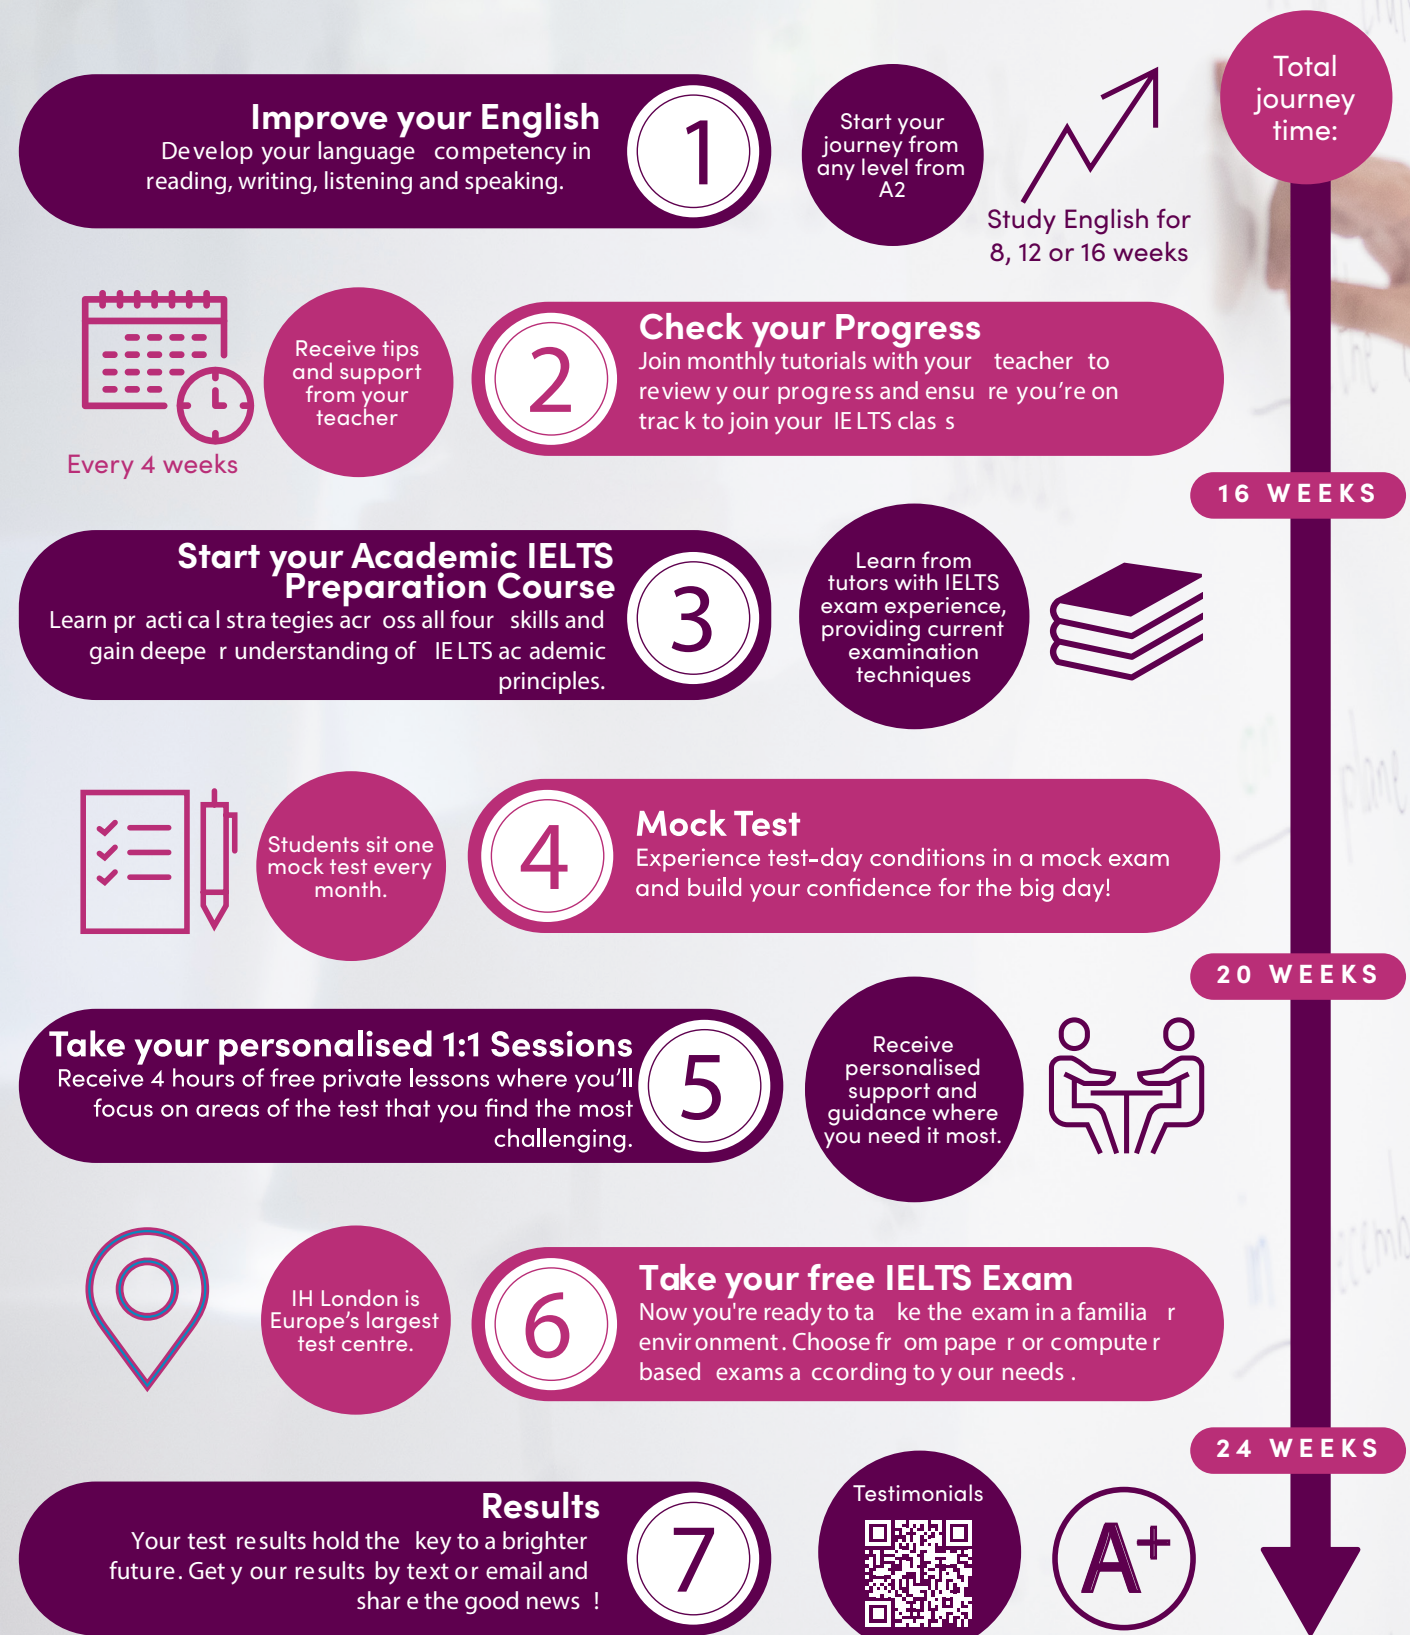 Total
journey
time:
Improve your English
Develop your language competency in
reading, writing, listening and speaking.
1
Start your
journey from
any level from
A2
Study English for
8, 12 or 16 weeks
Every 4 weeks
Receive tips
and support
from your
teacher
2
Check your Progress
Join monthly tutorials with your teacher to
review your progress and ensure you're on
track to join your IELTS class
16 WEEKS
Start your Academic IELTS
Preparation Course
Learn practical strategies across all four skills and
gain deeper understanding of IELTS academic
principles.
3
Learn from
tutors with IELTS
exam experience,
providing current
examination
techniques
Students sit one
mock test every
month.
4
Mock Test
Experience test-day conditions in a mock exam
and build your confidence for the big day!
20 WEEKS
Take your personalised 1:1 Sessions
Receive 4 hours of free private lessons where you'll
focus on areas of the test that you find the most
challenging.
5
Receive
personalised
support and
guidance where
you need it most.
IH London is
Europe's largest
test centre.
6
Take your free IELTS Exam
Now you're ready to take the exam in a familiar
environment. Choose from paper or computer
based exams according to your needs.
24 WEEKS
Results
Your test results hold the key to a brighter
future. Get your results by text or email and
share the good news!
7
Testimonials
A+